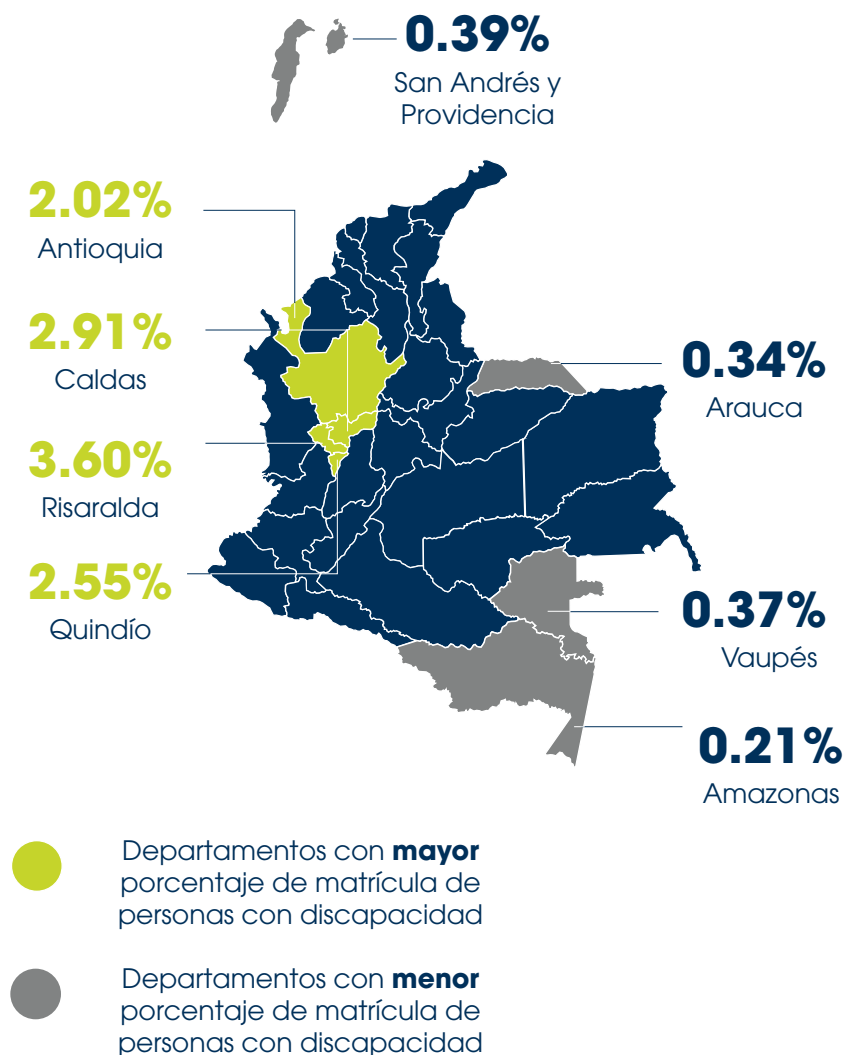 0.39%
San Andrés y
Providencia
2.02%
Antioquia
2.91%
Caldas
3.60%
Risaralda
2.55%
Quindío
0.34%
Arauca
0.37%
Vaupés
0.21%
Amazonas
Departamentos con mayor
porcentaje de matrícula de
personas con discapacidad
Departamentos con menor
porcentaje de matrícula de
personas con discapacidad